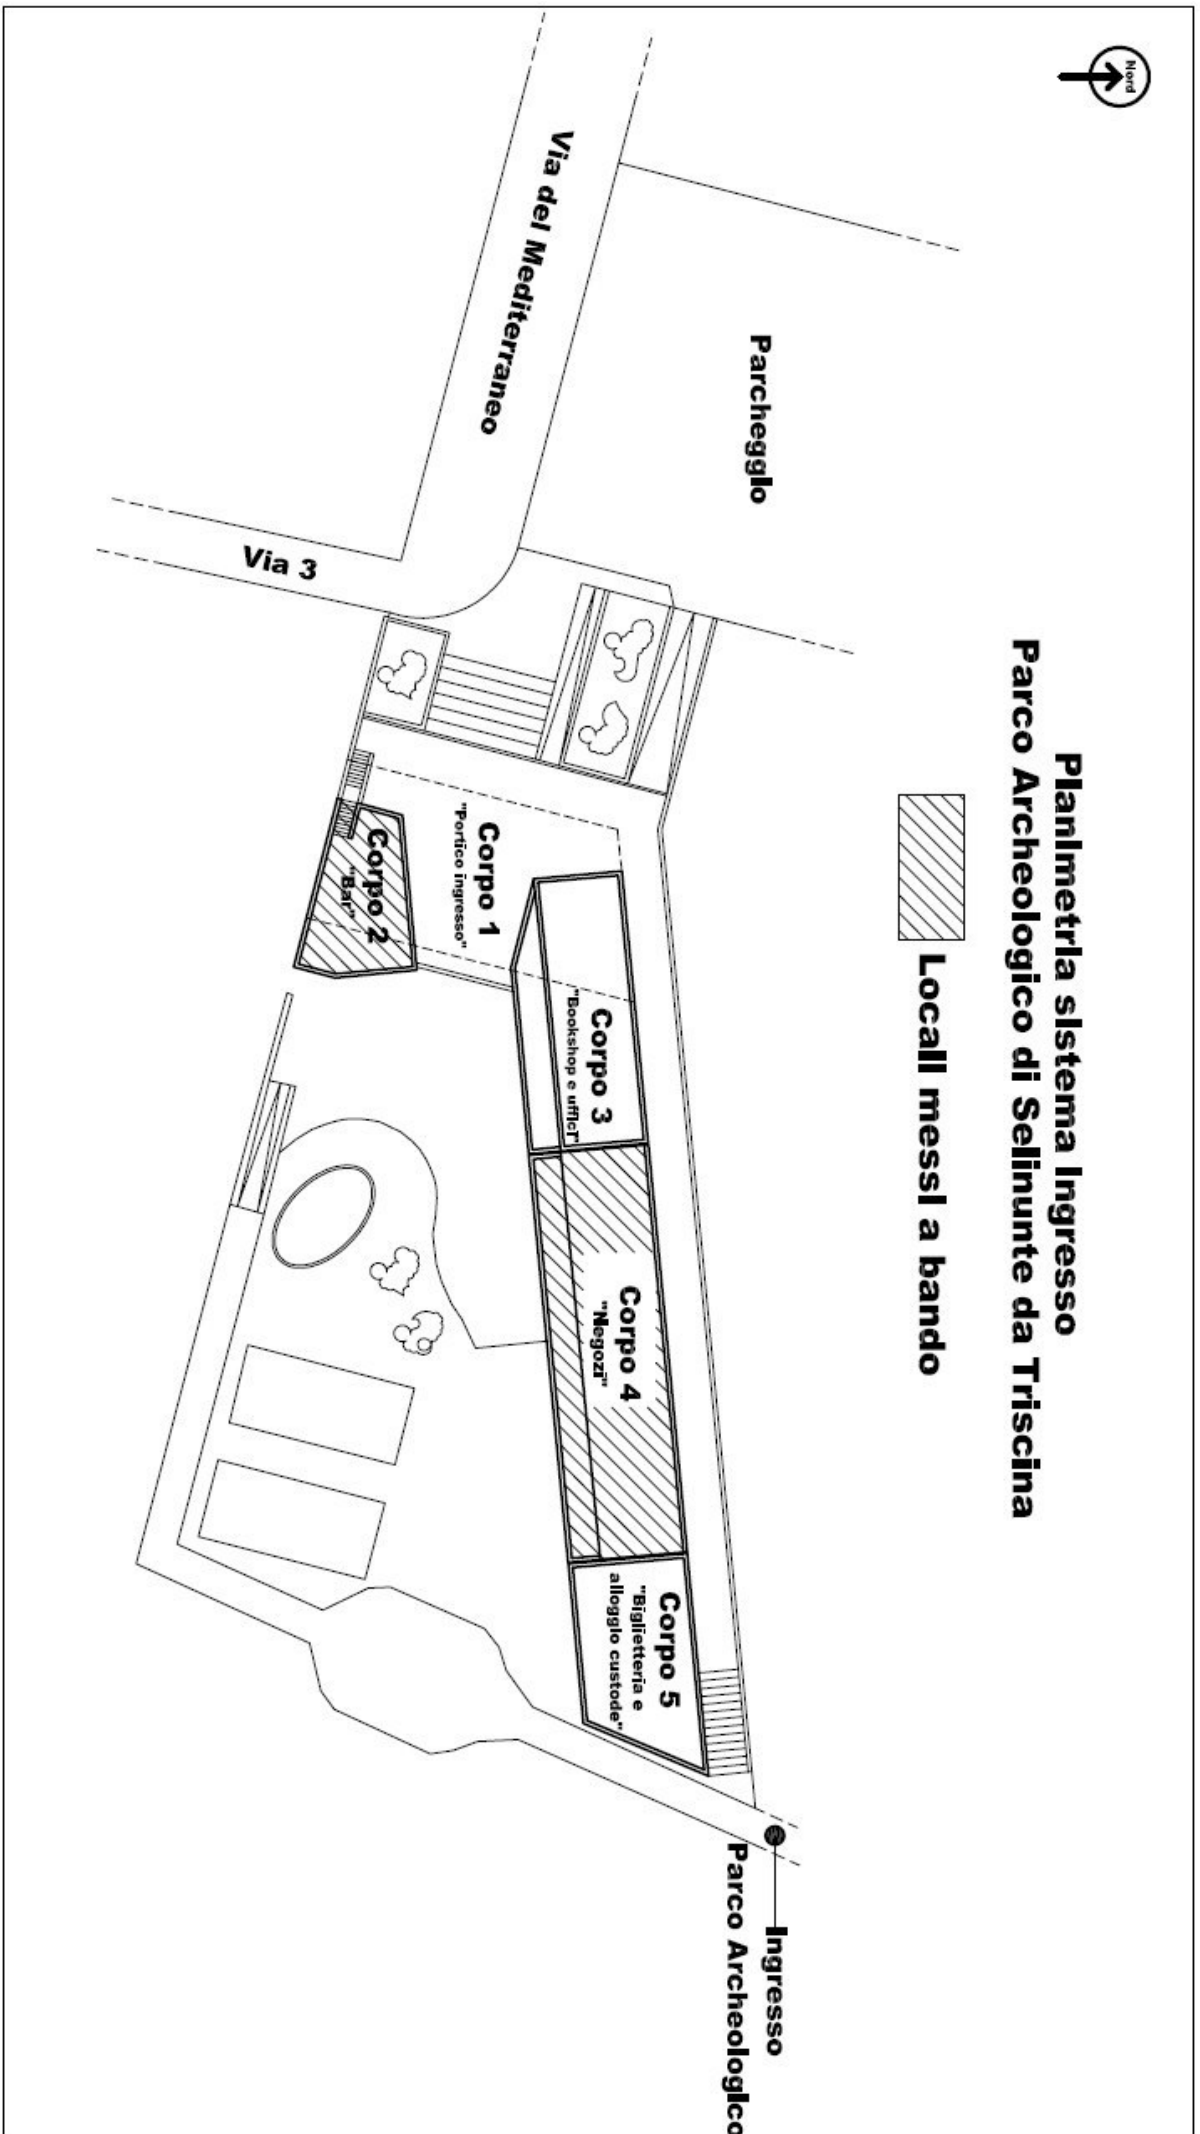 Nord
Planimetria sistema Ingresso
Parco Archeologico di Selinunte da Triscina
Locali messi a bando
Parcheggio
Via del Mediterraneo
Via 3
Corpo 1
"Portico ingresso"
Corpo 2
"Bar"
Corpo 3
"Bookshop e uffici"
Corpo 4
"Negozi"
Corpo 5
"Biglietteria e
alloggio custode"
Ingresso
Parco Archeologico